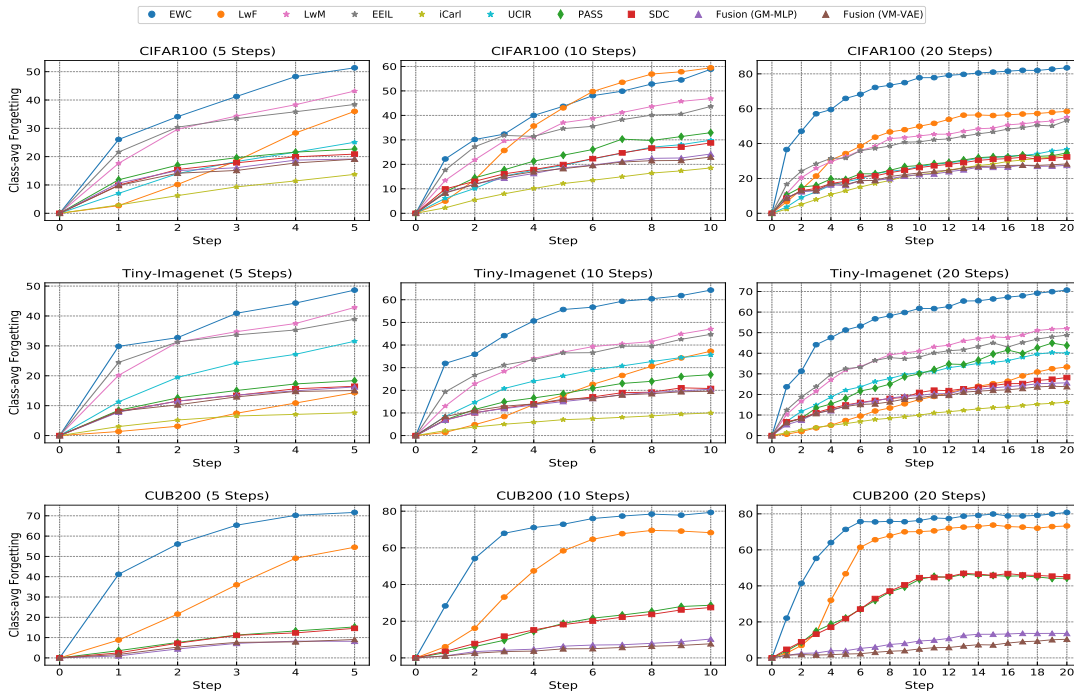 EWC LwF LwM EEIL iCarl UCIR PASS SDC Fusion (GM-MLP) Fusion (VM-VAE)
CIFAR100 (5 Steps) CIFAR100 (10 Steps) CIFAR100 (20 Steps)
Class-avg Forgetting
50
40
30
20
10
0
0 1 2 3 4 5
Step
60
50
40
30
20
10
0
0 2 4 6 8 10
Step
80
60
40
20
0
0 2 4 6 8 10 12 14 16 18 20
Step
Tiny-Imagenet (5 Steps) Tiny-Imagenet (10 Steps) Tiny-Imagenet (20 Steps)
Class-avg Forgetting
50
40
30
20
10
0
0 1 2 3 4 5
Step
60
50
40
30
20
10
0
0 2 4 6 8 10
Step
70
60
50
40
30
20
10
0
0 2 4 6 8 10 12 14 16 18 20
Step
CUB200 (5 Steps) CUB200 (10 Steps) CUB200 (20 Steps)
Class-avg Forgetting
70
60
50
40
30
20
10
0
0 1 2 3 4 5
Step
80
60
40
20
0
0 2 4 6 8 10
Step
80
60
40
20
0
0 2 4 6 8 10 12 14 16 18 20
Step